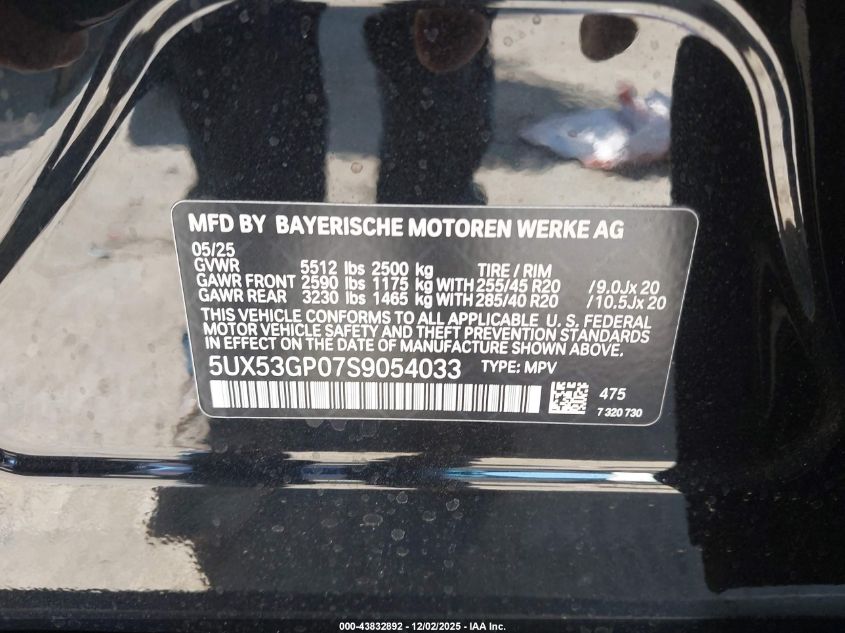 MFD BY BAYERISCHE MOTOREN WERKE AG
05/25
GVWR 5512 lbs 2500 kg TIRE / RIM
GAWR FRONT 2590 lbs 1175 kg WITH 255/45 R20 / 9.0Jx 20
GAWR REAR 3230 lbs 1465 kg WITH 285/40 R20 / 10.5Jx 20
THIS VEHICLE CONFORMS TO ALL APPLICABLE U. S. FEDERAL
MOTOR VEHICLE SAFETY AND THEFT PREVENTION STANDARDS
IN EFFECT ON THE DATE OF MANUFACTURE SHOWN ABOVE.
5UX53GP07S9054033 TYPE: MPV
475
7 320 730
000-43832892 - 12/02/2025 - IAA Inc.